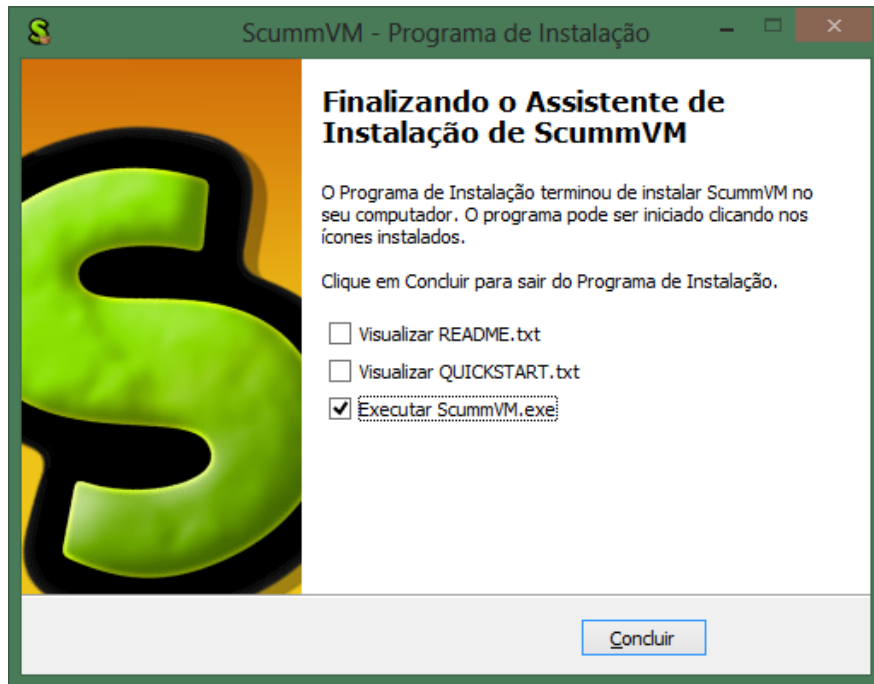 ScummVM - Programa de Instalação
Finalizando o Assistente de
Instalação de ScummVM
O Programa de Instalação terminou de instalar ScummVM no
seu computador. O programa pode ser iniciado clicando nos
ícones instalados.
Clique em Concluir para sair do Programa de Instalação.
Visualizar README.txt
Visualizar QUICKSTART.txt
Executar ScummVM.exe
Concluir